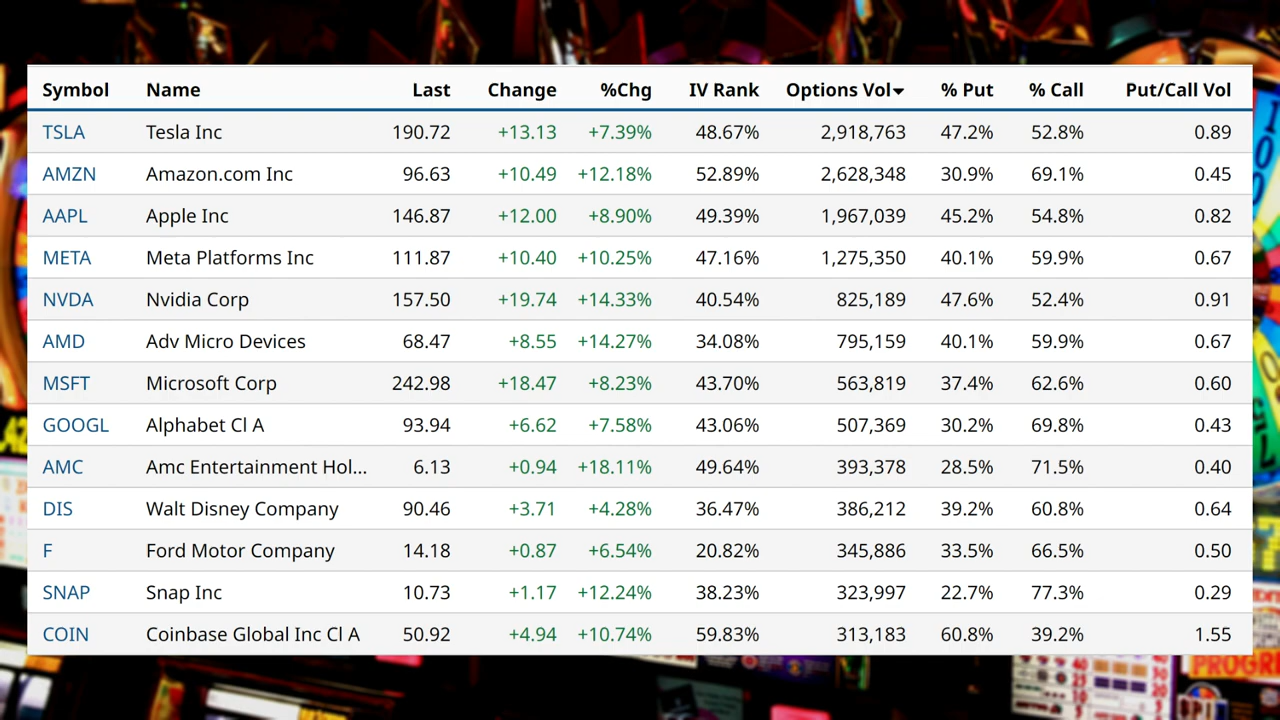 Symbol Name Last Change %Chg IV Rank Options Vol % Put % Call Put/Call Vol
TSLA Tesla Inc 190.72 +13.13 +7.39% 48.67% 2,918,763 47.2% 52.8% 0.89
AMZN Amazon.com Inc 96.63 +10.49 +12.18% 52.89% 2,628,348 30.9% 69.1% 0.45
AAPL Apple Inc 146.87 +12.00 +8.90% 49.39% 1,967,039 45.2% 54.8% 0.82
META Meta Platforms Inc 111.87 +10.40 +10.25% 47.16% 1,275,350 40.1% 59.9% 0.67
NVDA Nvidia Corp 157.50 +19.74 +14.33% 40.54% 825,189 47.6% 52.4% 0.91
AMD Adv Micro Devices 68.47 +8.55 +14.27% 34.08% 795,159 40.1% 59.9% 0.67
MSFT Microsoft Corp 242.98 +18.47 +8.23% 43.70% 563,819 37.4% 62.6% 0.60
GOOGL Alphabet Cl A 93.94 +6.62 +7.58% 43.06% 507,369 30.2% 69.8% 0.43
AMC Amc Entertainment Hol... 6.13 +0.94 +18.11% 49.64% 393,378 28.5% 71.5% 0.40
DIS Walt Disney Company 90.46 +3.71 +4.28% 36.47% 386,212 39.2% 60.8% 0.64
F Ford Motor Company 14.18 +0.87 +6.54% 20.82% 345,886 33.5% 66.5% 0.50
SNAP Snap Inc 10.73 +1.17 +12.24% 38.23% 323,997 22.7% 77.3% 0.29
COIN Coinbase Global Inc Cl A 50.92 +4.94 +10.74% 59.83% 313,183 60.8% 39.2% 1.55
PROGR